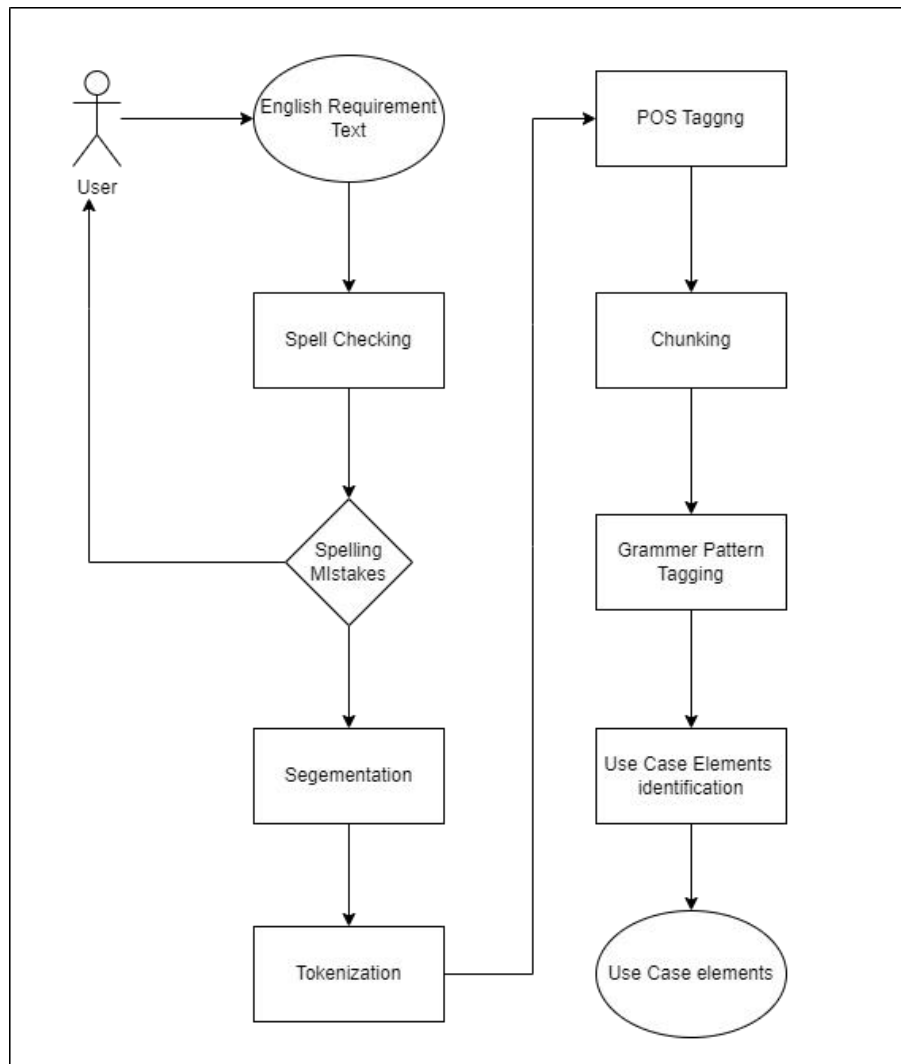 User
English Requirement
Text
Spell Checking
Spelling
MIstakes
Segementation
Tokenization
POS Taggng
Chunking
Grammer Pattern
Tagging
Use Case Elements
identification
Use Case elements